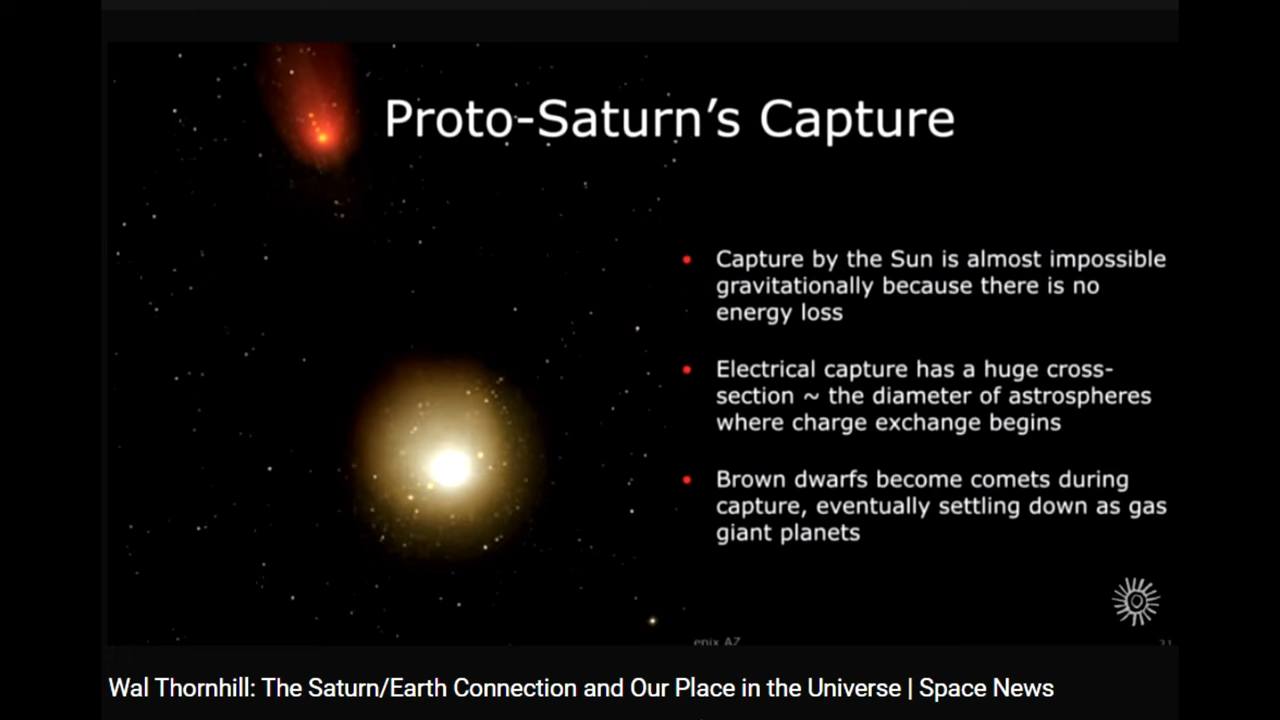 Proto-Saturn's Capture
• Capture by the Sun is almost impossible
gravitationally because there is no
energy loss
• Electrical capture has a huge cross-
section ~ the diameter of astrospheres
where charge exchange begins
• Brown dwarfs become comets during
capture, eventually settling down as gas
giant planets
enix AZ
Wal Thornhill: The Saturn/Earth Connection and Our Place in the Universe | Space News